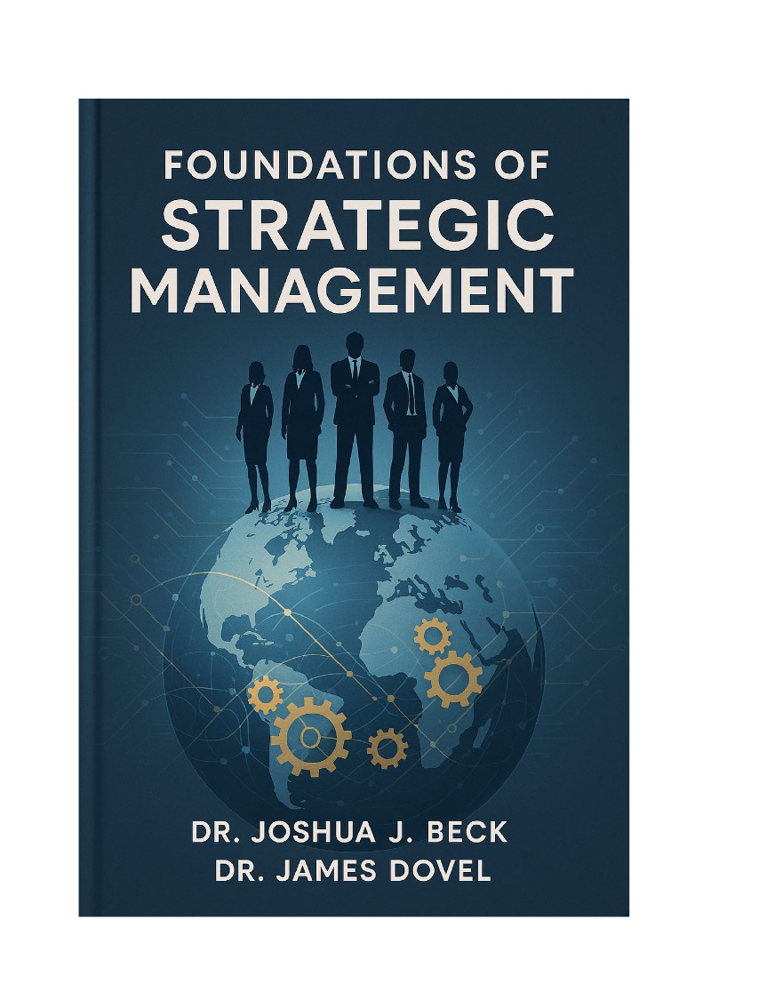 FOUNDATIONS OF
STRATEGIC
MANAGEMENT
DR. JOSHUA J. BECK
DR. JAMES DOVEL